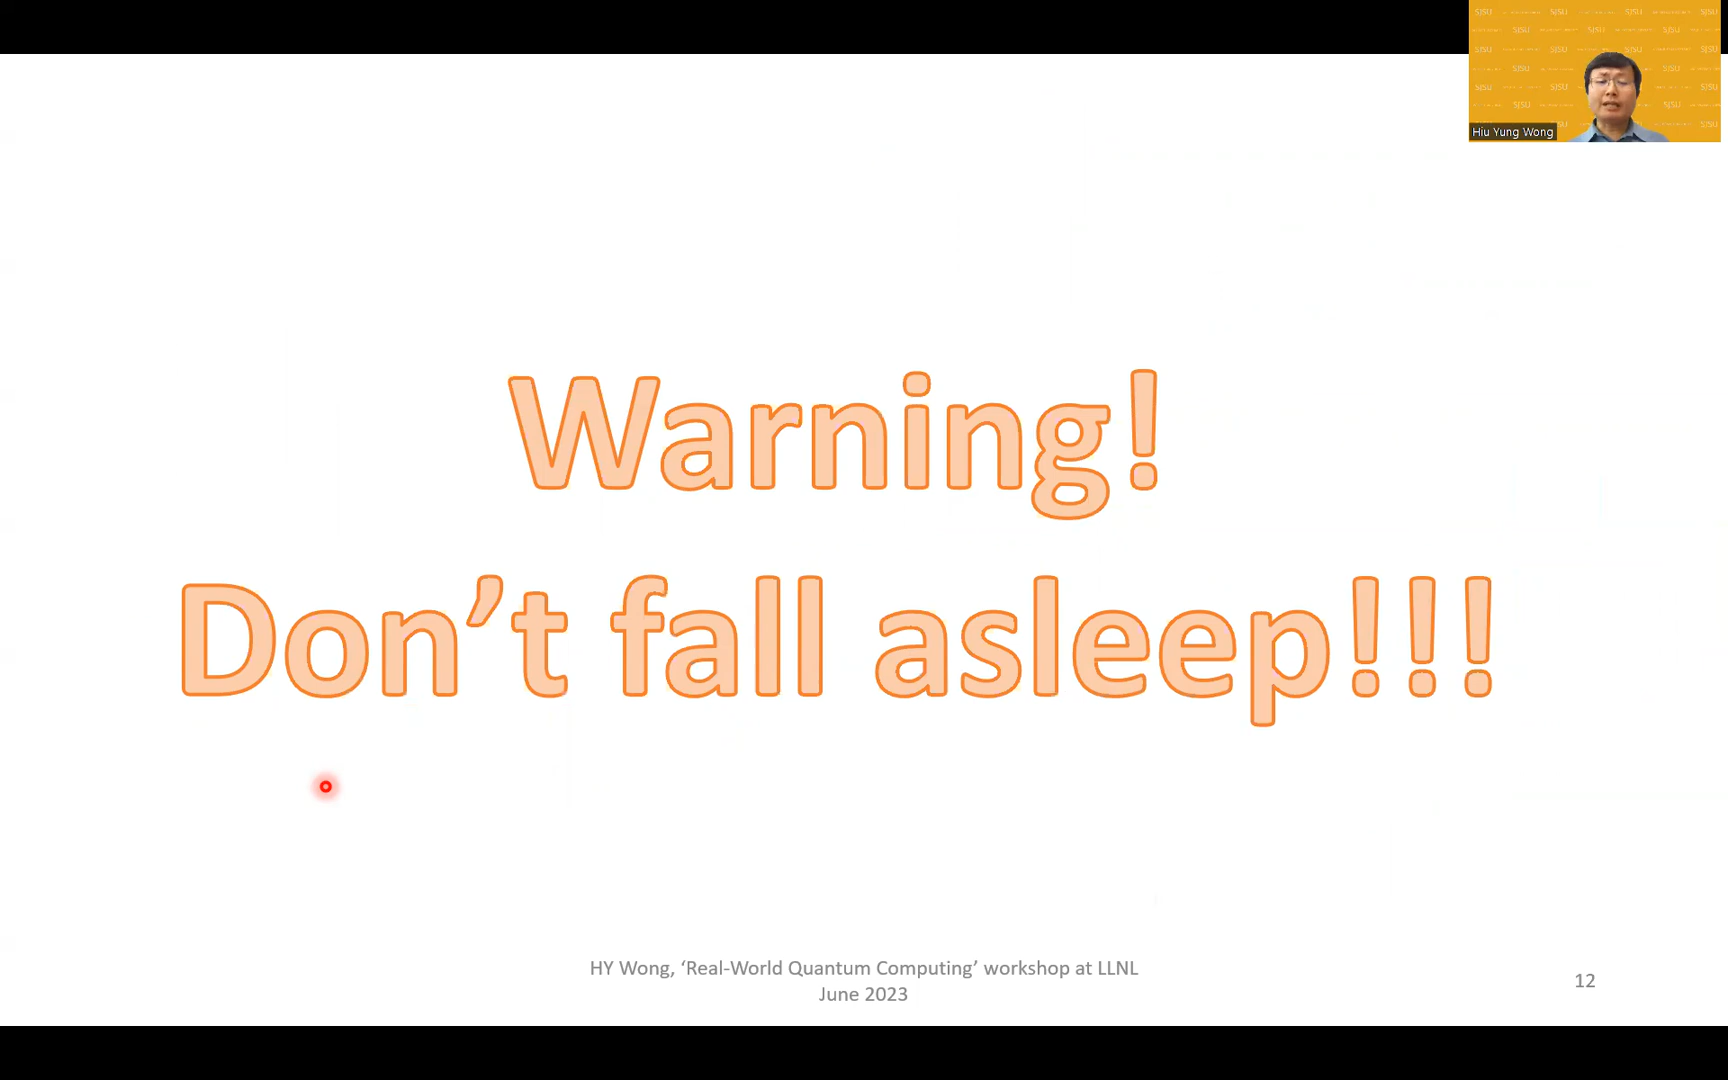 SJSU
Hiu Yung Wong
Warning!
Don’t fall asleep!!!
HY Wong, ‘Real-World Quantum Computing’ workshop at LLNL
June 2023
12